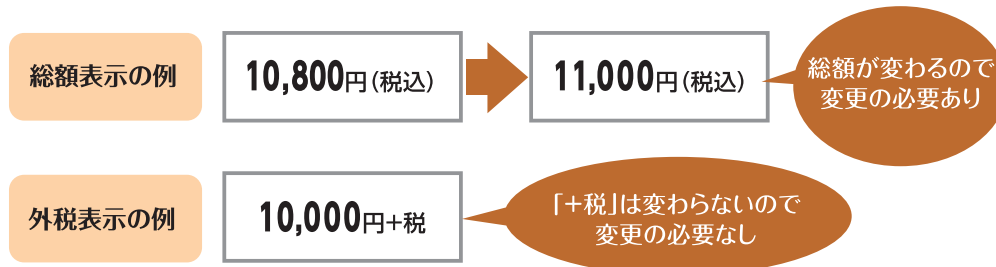 総額表示の例
10,800円（税込）
11,000円（税込）
総額が変わるので
変更の必要あり
外税表示の例
10,000円＋税
「＋税」は変わらないので
変更の必要なし